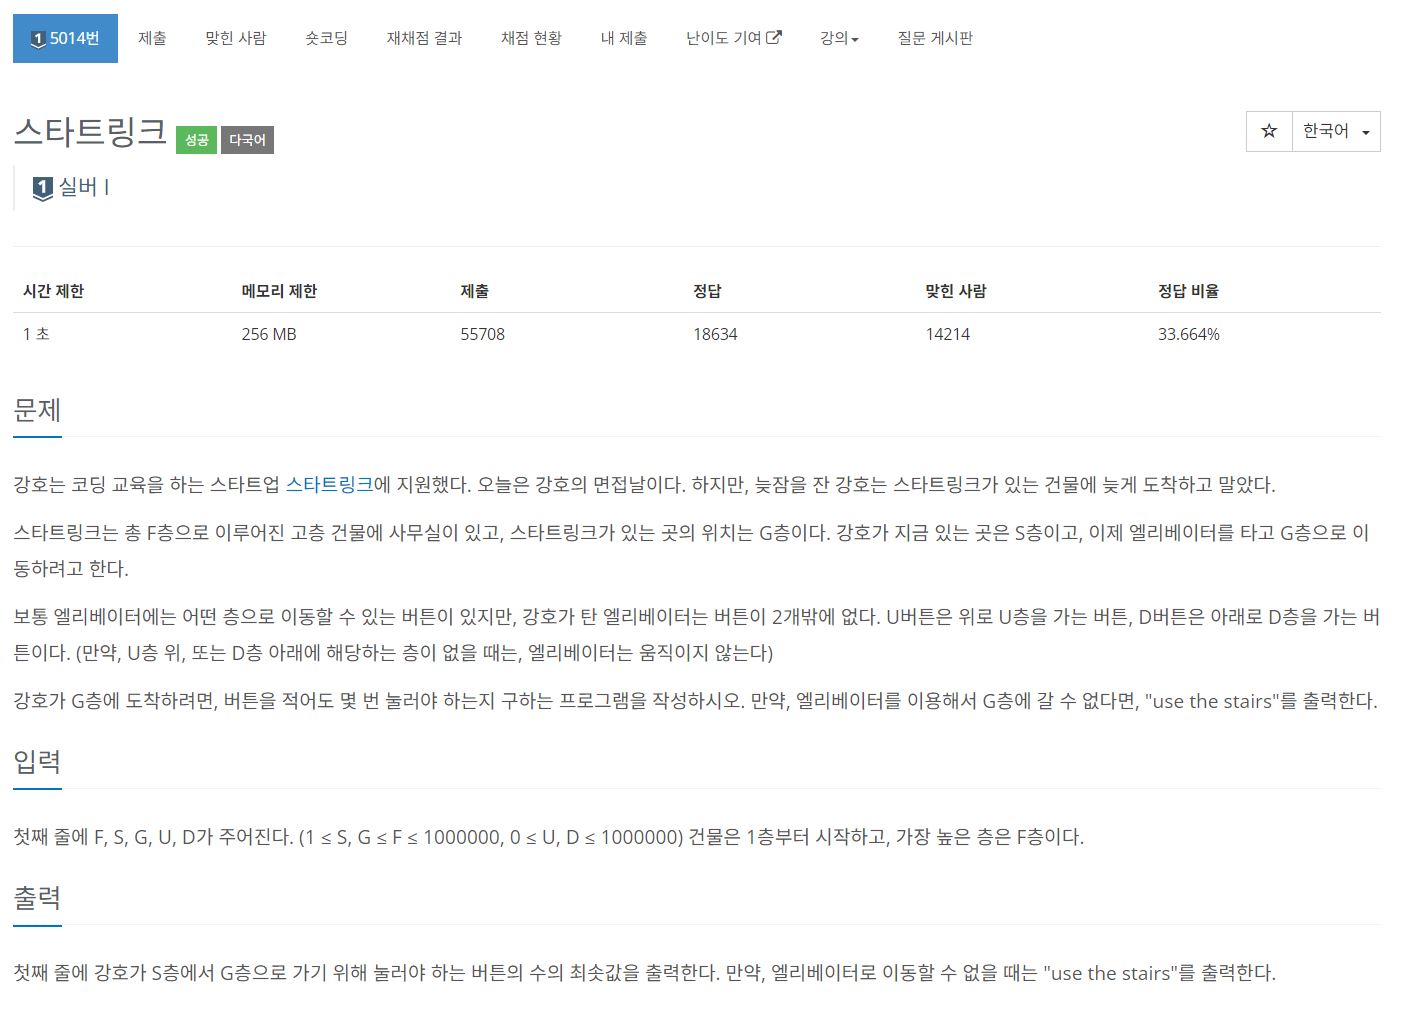 1 5014번 제출 맞힌 사람 숏코딩 재채점 결과 채점 현황 내 제출 난이도 기여 강의 질문 게시판
스타트링크 성공 다국어 한국어
1 실버 I
시간 제한 메모리 제한 제출 정답 맞힌 사람 정답 비율
1 초 256 MB 55708 18634 14214 33.664%
문제
강호는 코딩 교육을 하는 스타트업 스타트링크에 지원했다. 오늘은 강호의 면접날이다. 하지만, 늦잠을 잔 강호는 스타트링크가 있는 건물에 늦게 도착하고 말았다.
스타트링크는 총 F층으로 이루어진 고층 건물에 사무실이 있고, 스타트링크가 있는 곳의 위치는 G층이다. 강호가 지금 있는 곳은 S층이고, 이제 엘리베이터를 타고 G층으로 이
동하려고 한다.
보통 엘리베이터에는 어떤 층으로 이동할 수 있는 버튼이 있지만, 강호가 탄 엘리베이터는 버튼이 2개밖에 없다. U버튼은 위로 U층을 가는 버튼, D버튼은 아래로 D층을 가는 버
튼이다. (만약, U층 위, 또는 D층 아래에 해당하는 층이 없을 때는, 엘리베이터는 움직이지 않는다)
강호가 G층에 도착하려면, 버튼을 적어도 몇 번 눌러야 하는지 구하는 프로그램을 작성하시오. 만약, 엘리베이터를 이용해서 G층에 갈 수 없다면, "use the stairs"를 출력한다.
입력
첫째 줄에 F, S, G, U, D가 주어진다. (1 ≤ S, G ≤ F ≤ 1000000, 0 ≤ U, D ≤ 1000000) 건물은 1층부터 시작하고, 가장 높은 층은 F층이다.
출력
첫째 줄에 강호가 S층에서 G층으로 가기 위해 눌러야 하는 버튼의 수의 최솟값을 출력한다. 만약, 엘리베이터로 이동할 수 없을 때는 "use the stairs"를 출력한다.